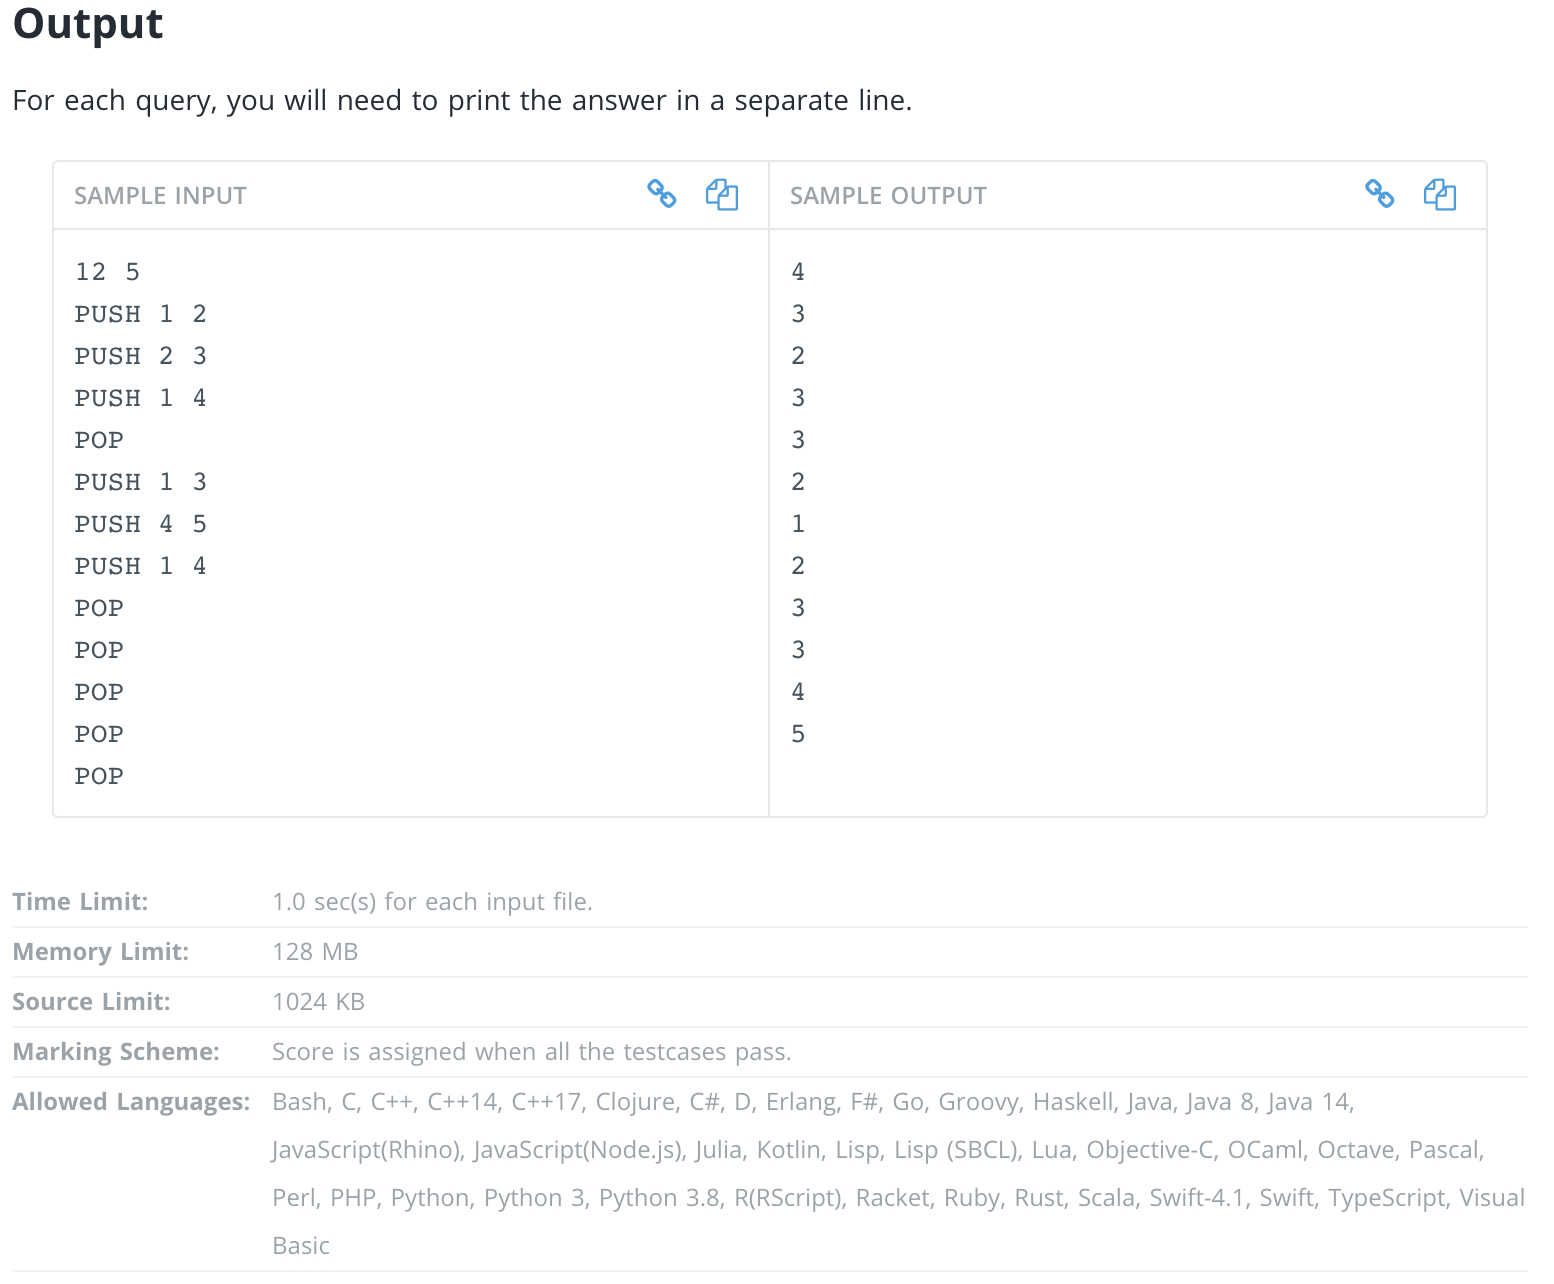 Output
For each query, you will need to print the answer in a separate line.
SAMPLE INPUT
12 5
PUSH 1 2
PUSH 2 3
PUSH 1 4
POP
PUSH 1 3
PUSH 4 5
PUSH 1 4
POP
POP
POP
POP
POP
SAMPLE OUTPUT
4
3
2
3
3
2
1
2
3
3
4
5
Time Limit: 1.0 sec(s) for each input file.
Memory Limit: 128 MB
Source Limit: 1024 KB
Marking Scheme: Score is assigned when all the testcases pass.
Allowed Languages: Bash, C, C++, C++14, C++17, Clojure, C#, D, Erlang, F#, Go, Groovy, Haskell, Java, Java 8, Java 14,
JavaScript(Rhino), JavaScript(Node.js), Julia, Kotlin, Lisp, Lisp (SBCL), Lua, Objective-C, OCaml, Octave, Pascal,
Perl, PHP, Python, Python 3, Python 3.8, R(RScript), Racket, Ruby, Rust, Scala, Swift-4.1, Swift, TypeScript, Visual
Basic